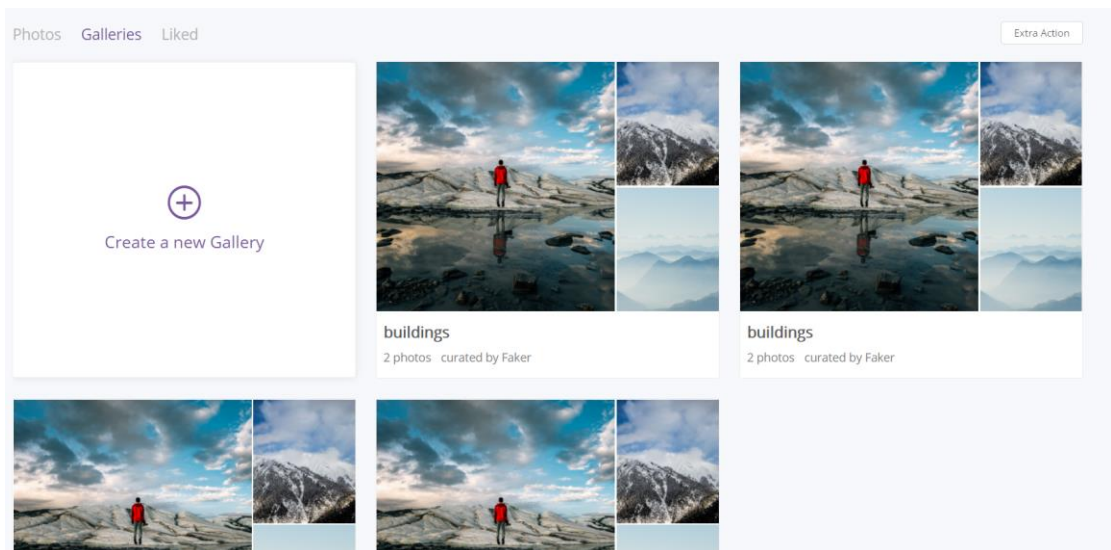 Photos Galleries Liked Extra Action
Create a new Gallery
buildings
2 photos curated by Faker
buildings
2 photos curated by Faker